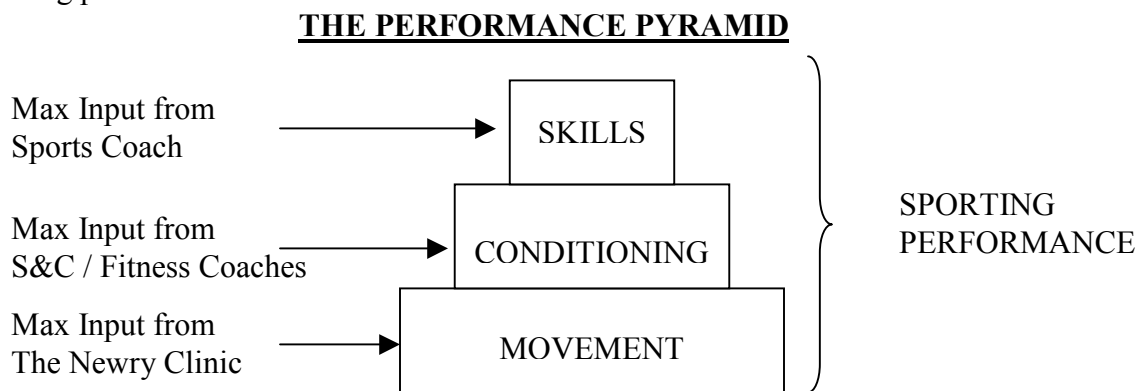 THE PERFORMANCE PYRAMID
Max Input from
Sports Coach
SKILLS
Max Input from
S&C / Fitness Coaches
CONDITIONING
SPORTING
PERFORMANCE
Max Input from
The Newry Clinic
MOVEMENT